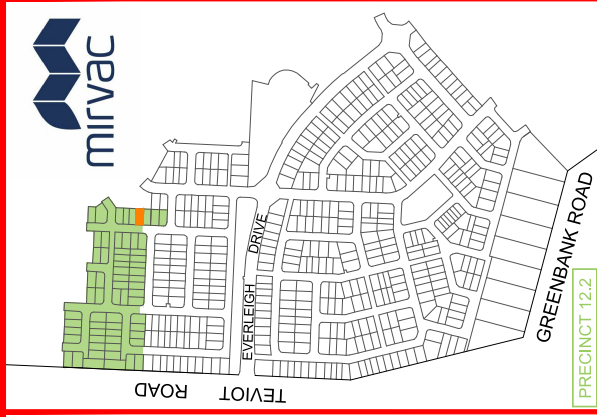 mirvac
EVERLEIGH DRIVE
GREENBANK ROAD
TEVIOT ROAD
PRECINCT 12.2